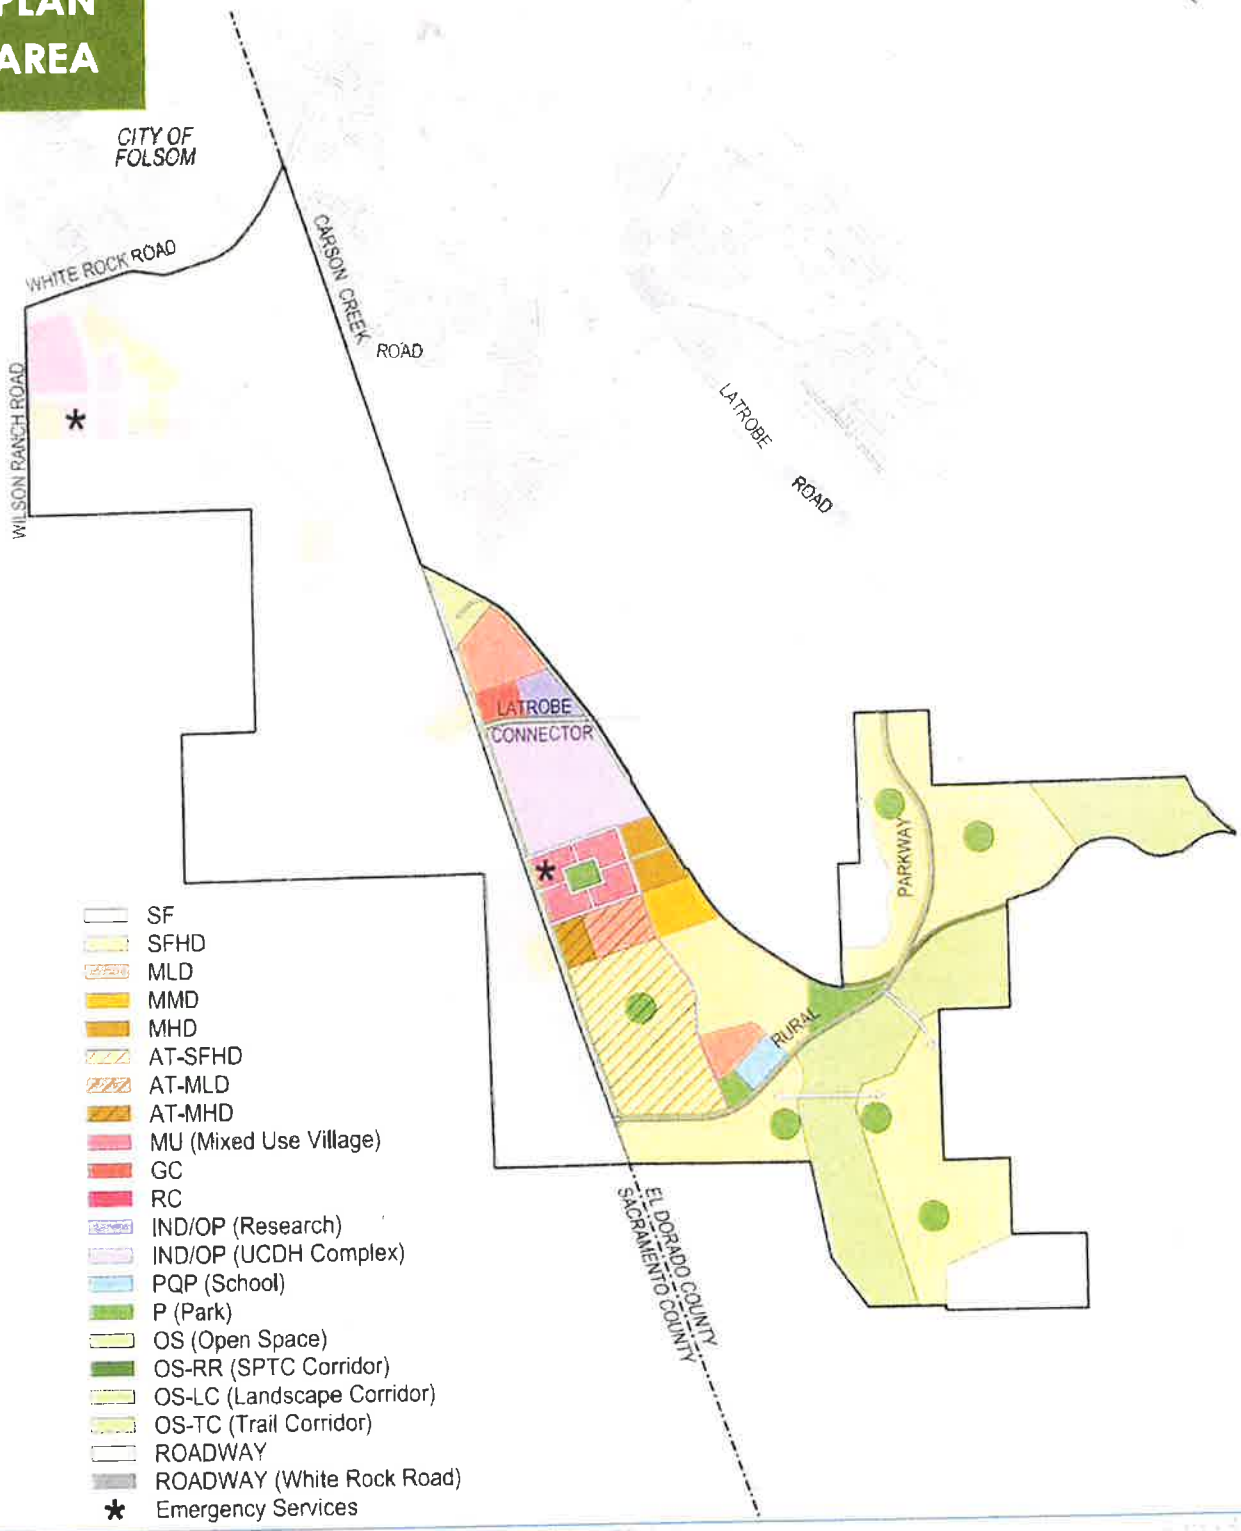 PLAN
AREA
CITY OF
FOLSOM
WHITE ROCK ROAD
CARSON CREEK
ROAD
WILSON RANCH ROAD
*
LATROBE
ROAD
LATROBE
CONNECTOR
PARKWAY
*
RURAL
EL DORADO COUNTY
SACRAMENTO COUNTY
SF
SFHD
MLD
MMD
MHD
AT-SFHD
AT-MLD
AT-MHD
MU (Mixed Use Village)
GC
RC
IND/OP (Research)
IND/OP (UCDH Complex)
PQP (School)
P (Park)
OS (Open Space)
OS-RR (SPTC Corridor)
OS-LC (Landscape Corridor)
OS-TC (Trail Corridor)
ROADWAY
ROADWAY (White Rock Road)
* Emergency Services